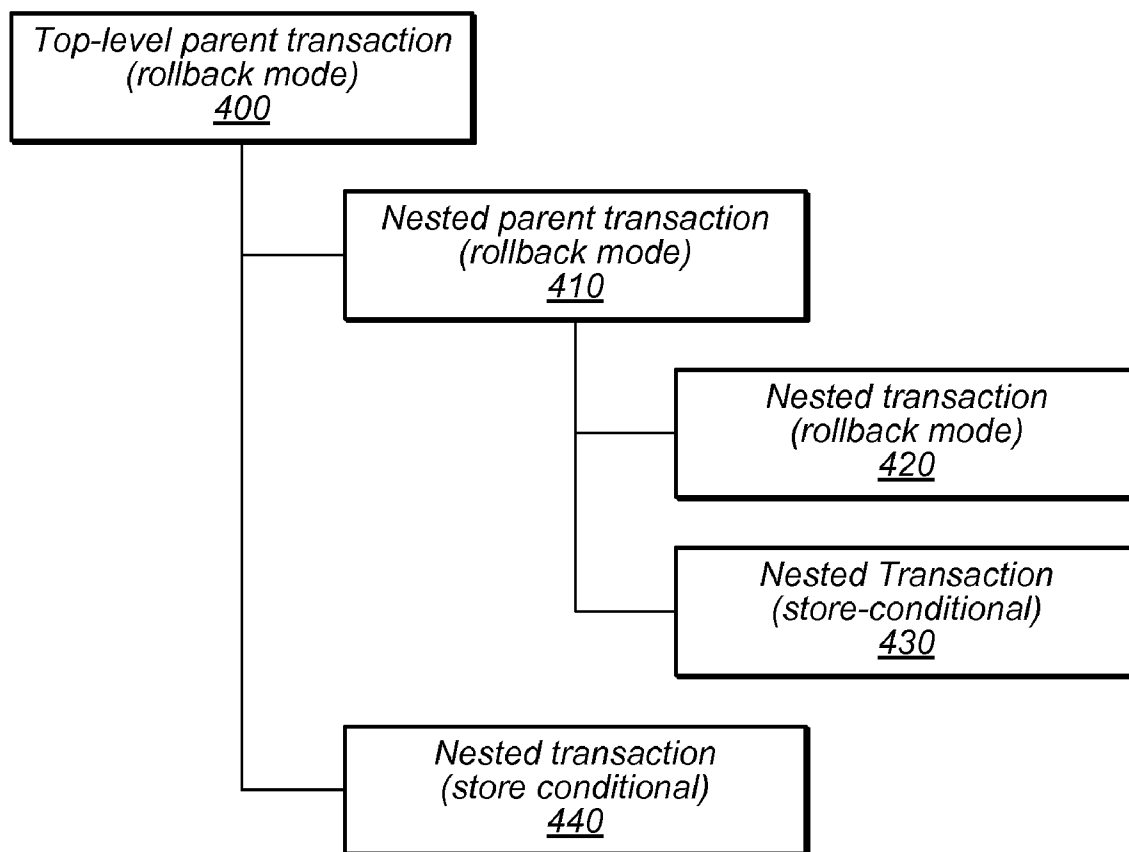 Top-level parent transaction
(rollback mode)
400
Nested parent transaction
(rollback mode)
410
Nested transaction
(rollback mode)
420
Nested Transaction
(store-conditional)
430
Nested transaction
(store conditional)
440